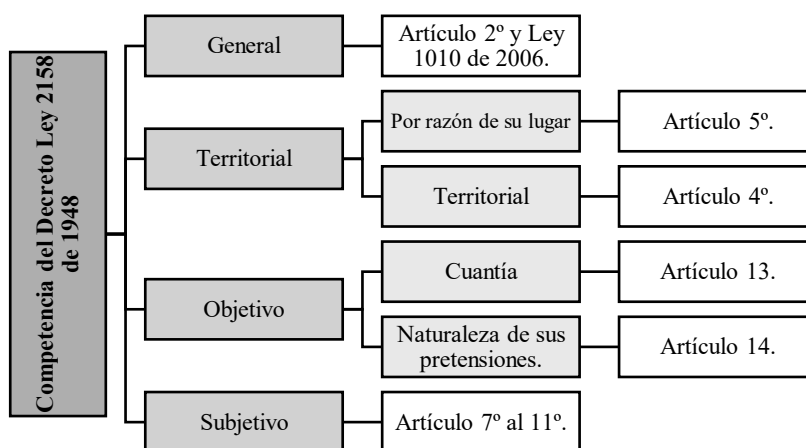 Competencia del Decreto Ley 2158
de 1948
General
Artículo 2º y Ley
1010 de 2006.
Territorial
Por razón de su lugar
Artículo 5º.
Territorial
Artículo 4º.
Objetivo
Cuantía
Artículo 13.
Naturaleza de sus
pretensiones.
Artículo 14.
Subjetivo
Artículo 7º al 11º.